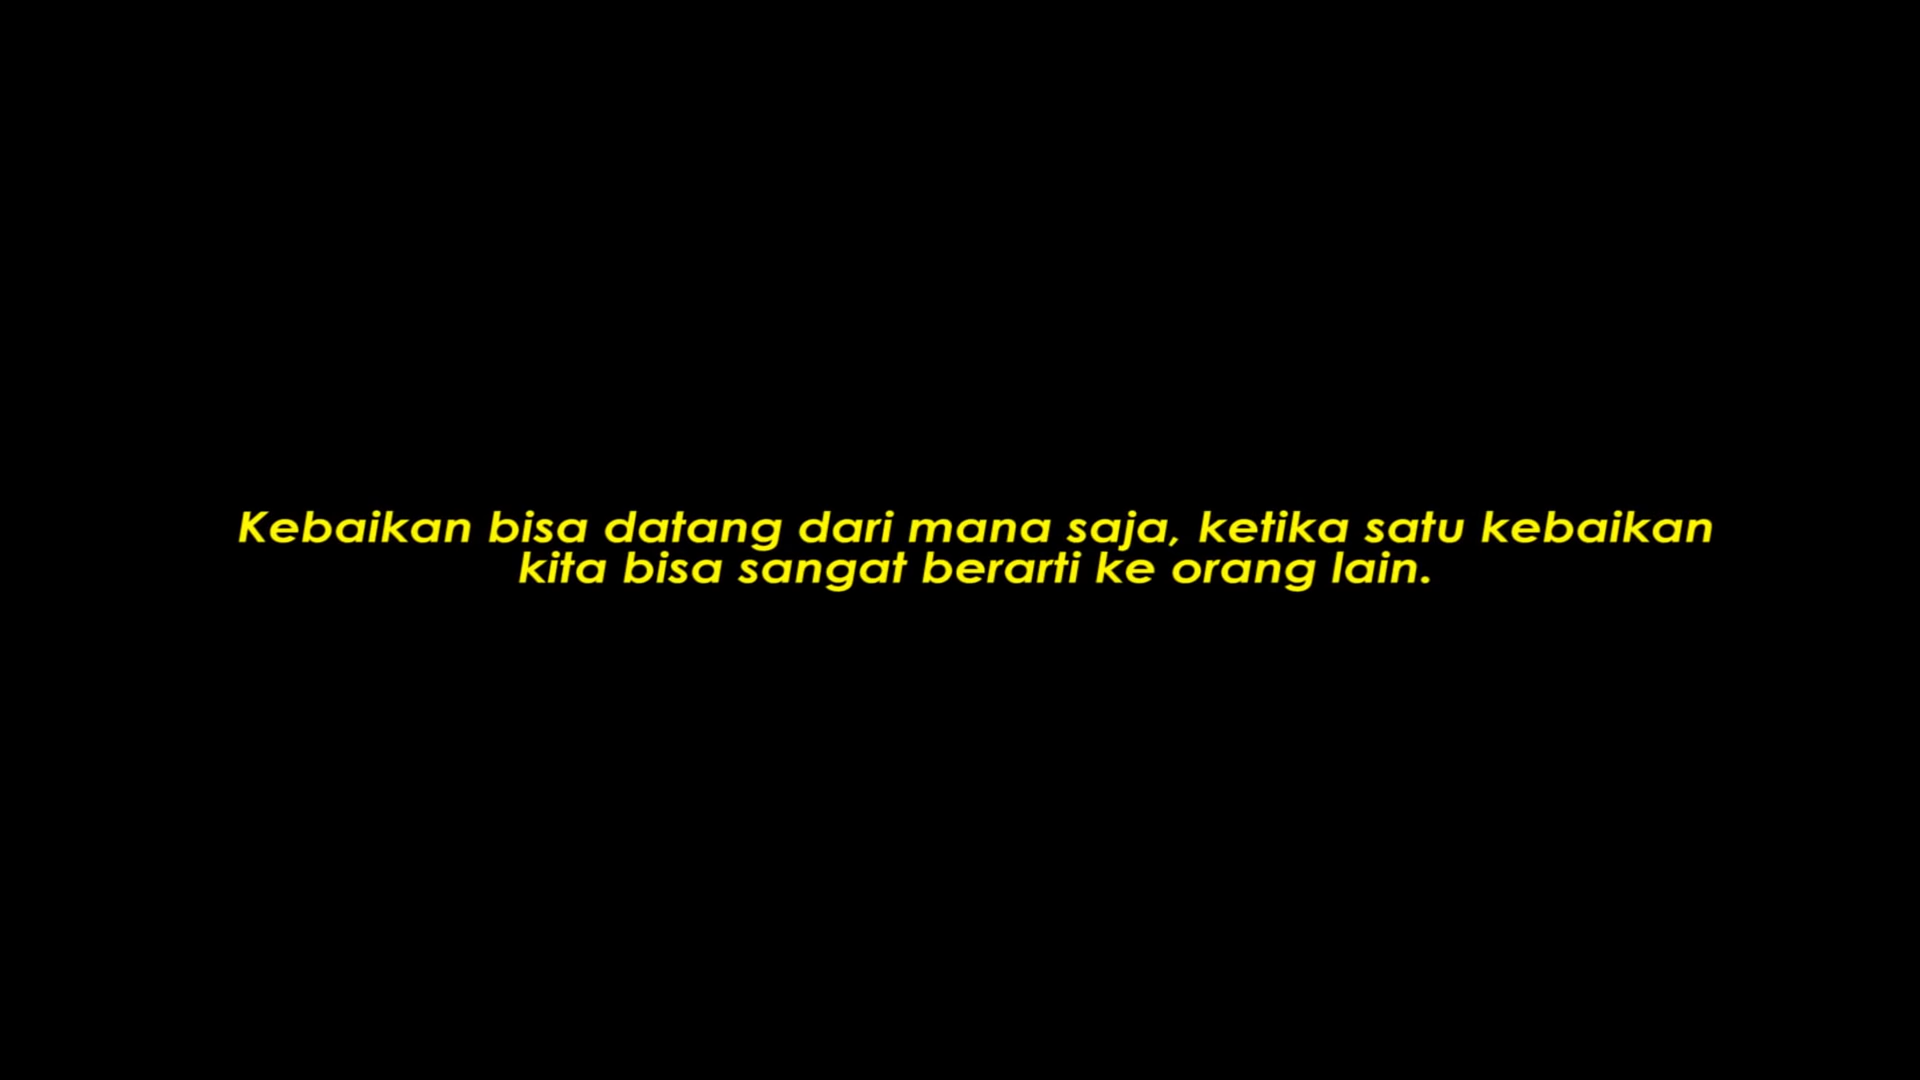 Kebaikan bisa datang dari mana saja, ketika satu kebaikan
kita bisa sangat berarti ke orang lain.